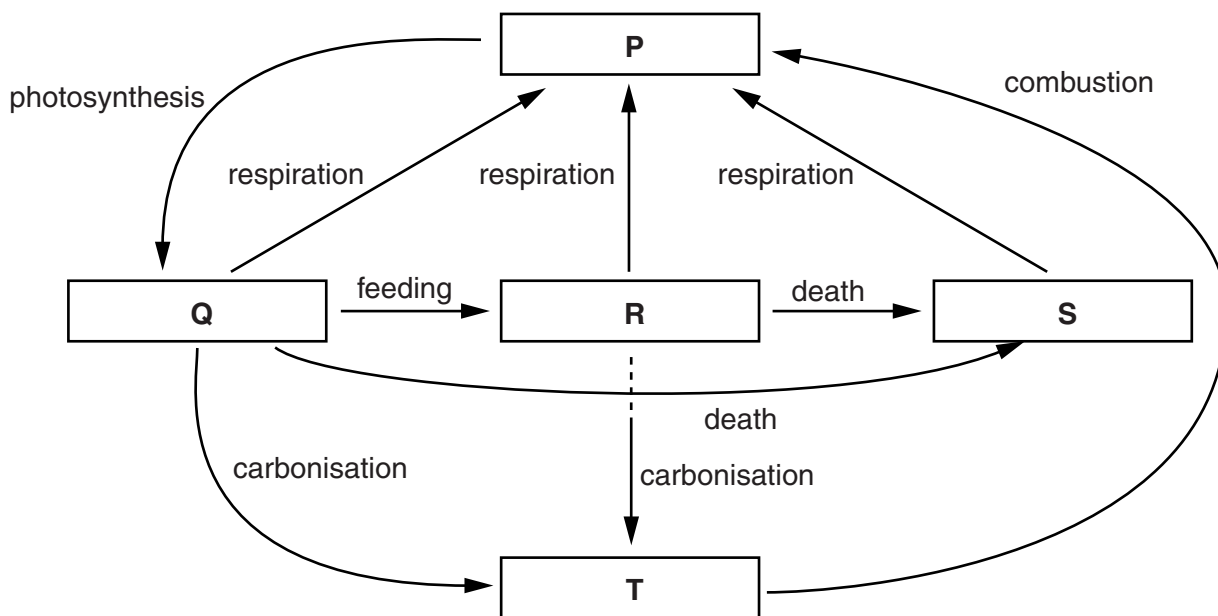 P
combustion
photosynthesis
respiration
respiration
respiration
feeding
death
Q
R
S
death
carbonisation
carbonisation
T